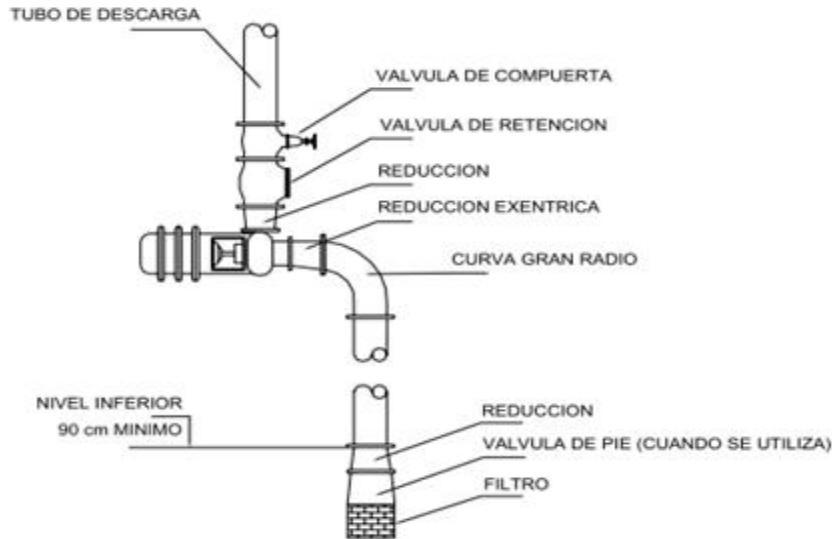 TUBO DE DESCARGA
VALVULA DE COMPUERTA
VALVULA DE RETENCION
REDUCCION
REDUCCION EXENTRICA
CURVA GRAN RADIO
NIVEL INFERIOR
90 cm MINIMO
REDUCCION
VALVULA DE PIE (CUANDO SE UTILIZA)
FILTRO